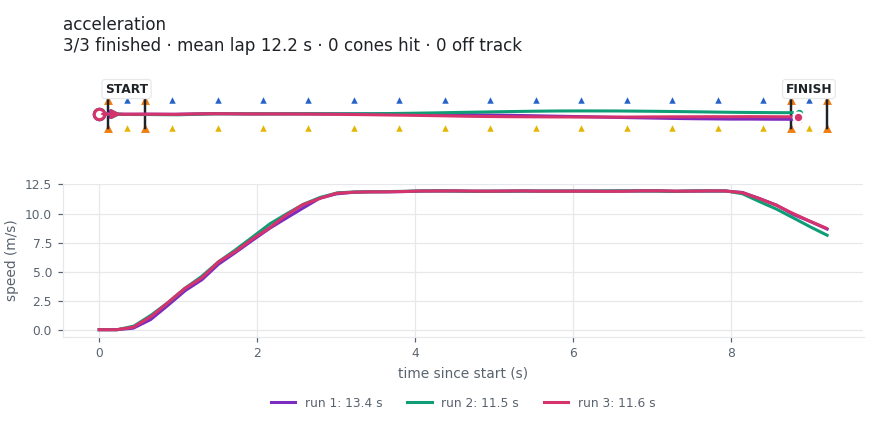 acceleration
3/3 finished · mean lap 12.2 s · 0 cones hit · 0 off track
START
FINISH
12.5
10.0
7.5
5.0
2.5
0.0
speed (m/s)
0
2
4
6
8
time since start (s)
run 1: 13.4 s
run 2: 11.5 s
run 3: 11.6 s